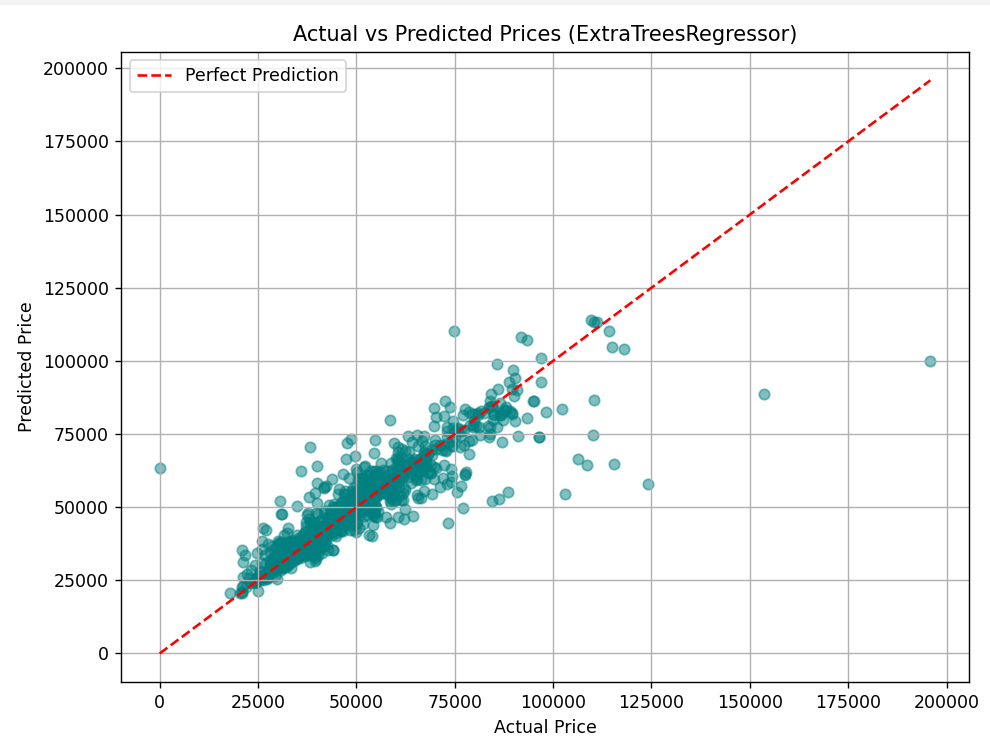 Actual vs Predicted Prices (ExtraTreesRegressor)
Perfect Prediction
200000
175000
150000
125000
100000
75000
50000
25000
0
Predicted Price
0 25000 50000 75000 100000 125000 150000 175000 200000
Actual Price